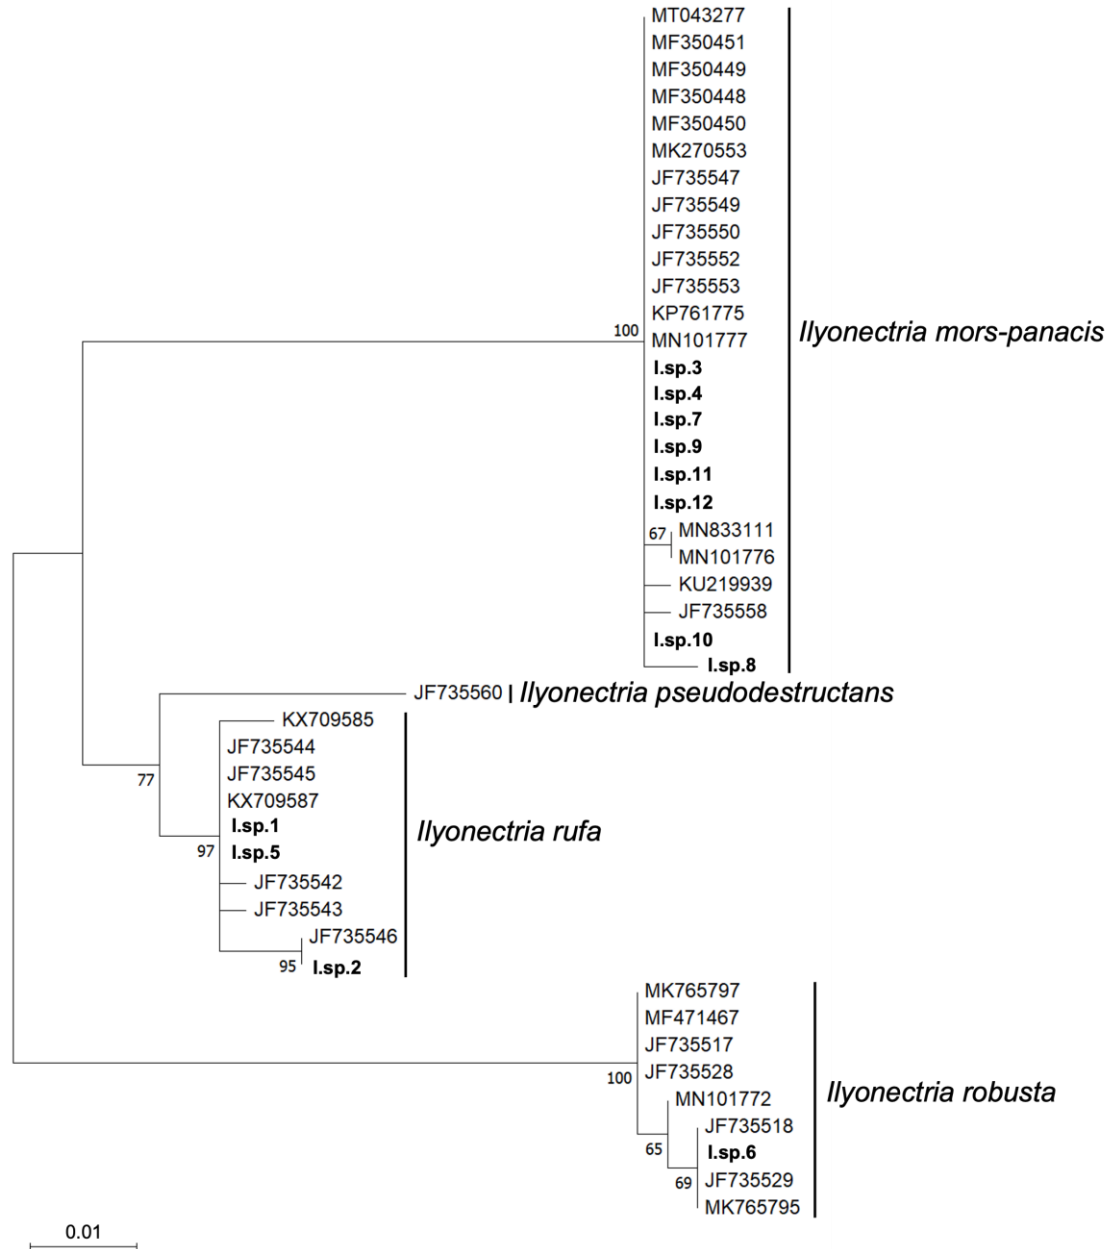 MT043277
MF350451
MF350449
MF350448
MF350450
MK270553
JF735547
JF735549
JF735550
JF735552
JF735553
KP761775
100
MN101777
Ilyonectria mors-panacis
I.sp.3
I.sp.4
I.sp.7
I.sp.9
I.sp.11
I.sp.12
67
MN833111
MN101776
KU219939
JF735558
I.sp.10
I.sp.8
JF735560
Ilyonectria pseudodestructans
KX709585
JF735544
JF735545
77
KX709587
I.sp.1
Ilyonectria rufa
97
I.sp.5
JF735542
JF735543
JF735546
95
I.sp.2
MK765797
MF471467
JF735517
100
JF735528
MN101772
Ilyonectria robusta
JF735518
65
I.sp.6
69
JF735529
MK765795
0.01